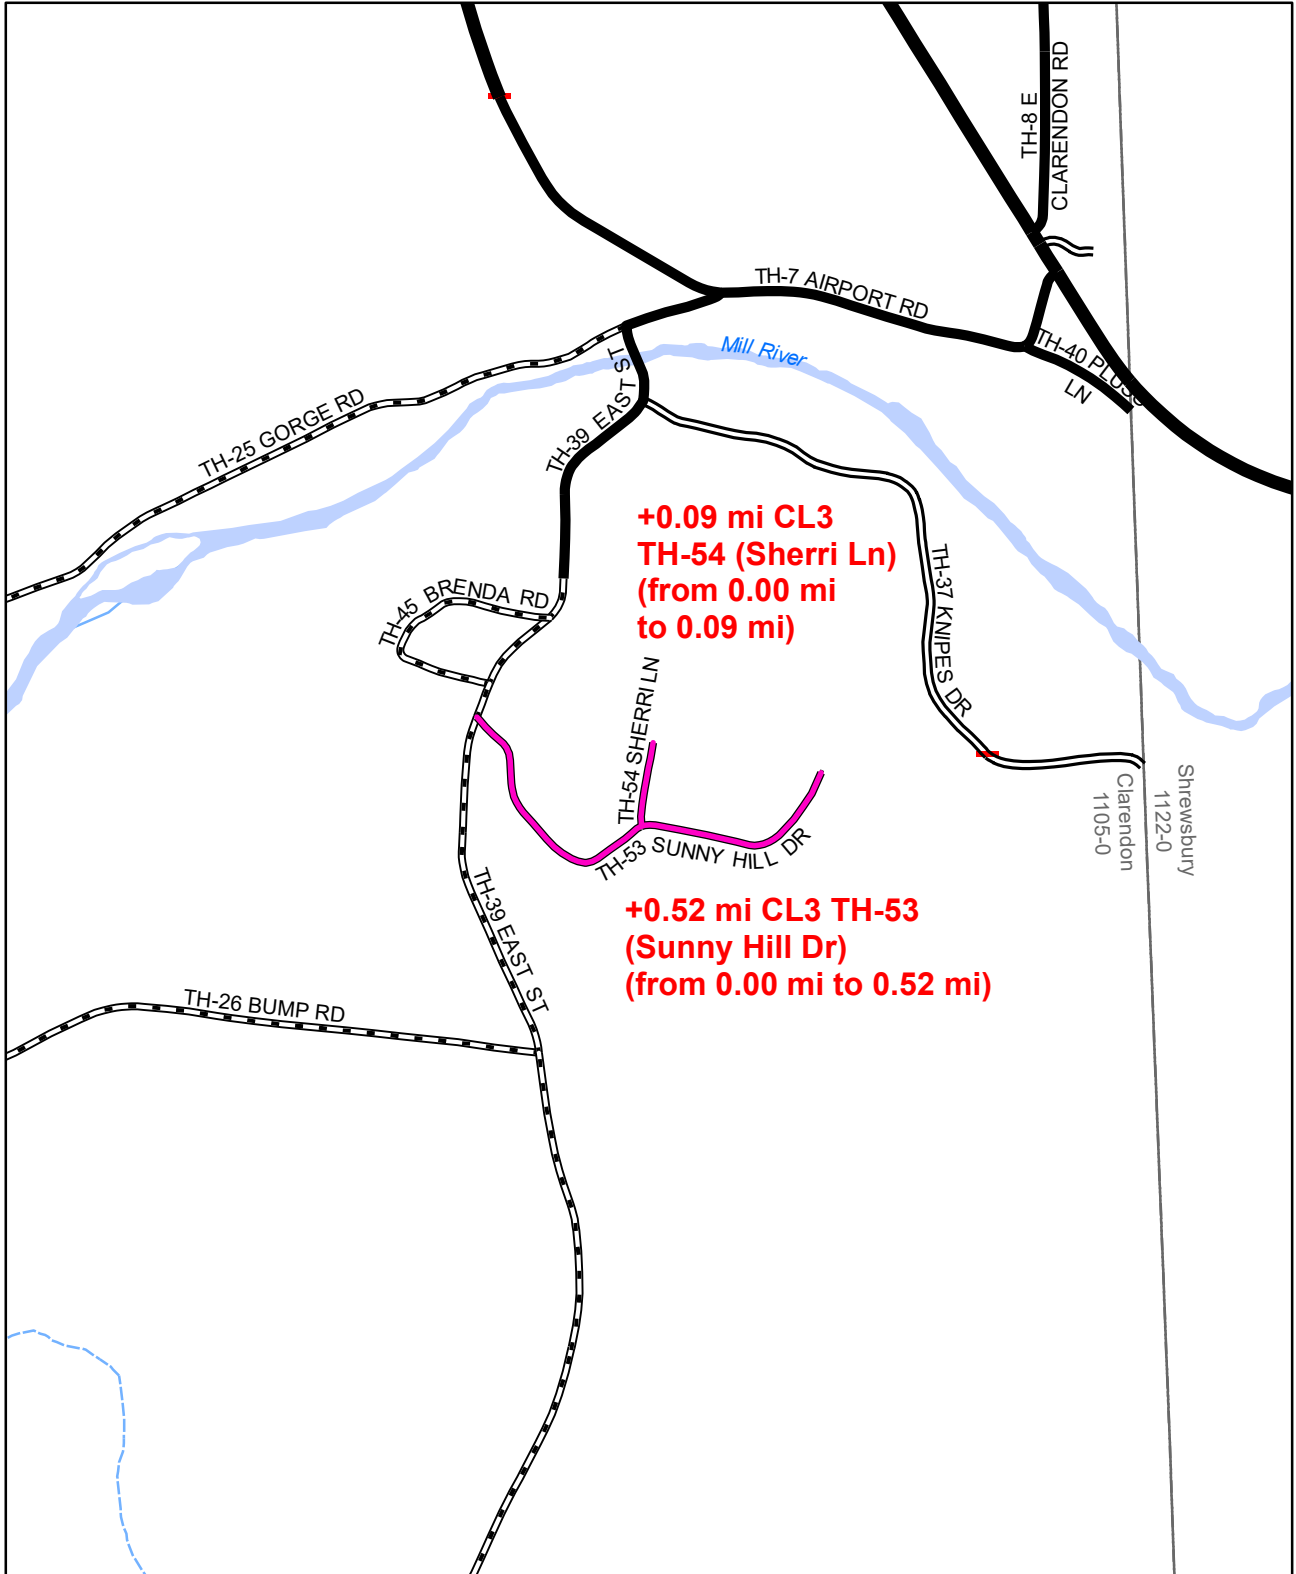 TH-8 E
CLARENDON RD
TH-7 AIRPORT RD
TH-40 PLUSS
LN
Mill River
TH-25 GORGE RD
TH-39 EAST ST
+0.09 mi CL3
TH-54 (Sherri Ln)
(from 0.00 mi
to 0.09 mi)
TH-37 KNIPES DR
TH-45 BRENDA RD
TH-54 SHERRI LN
TH-53 SUNNY HILL DR
Shrewsbury
1122-0
Clarendon
1105-0
TH-39 EAST ST
+0.52 mi CL3 TH-53
(Sunny Hill Dr)
(from 0.00 mi to 0.52 mi)
TH-26 BUMP RD